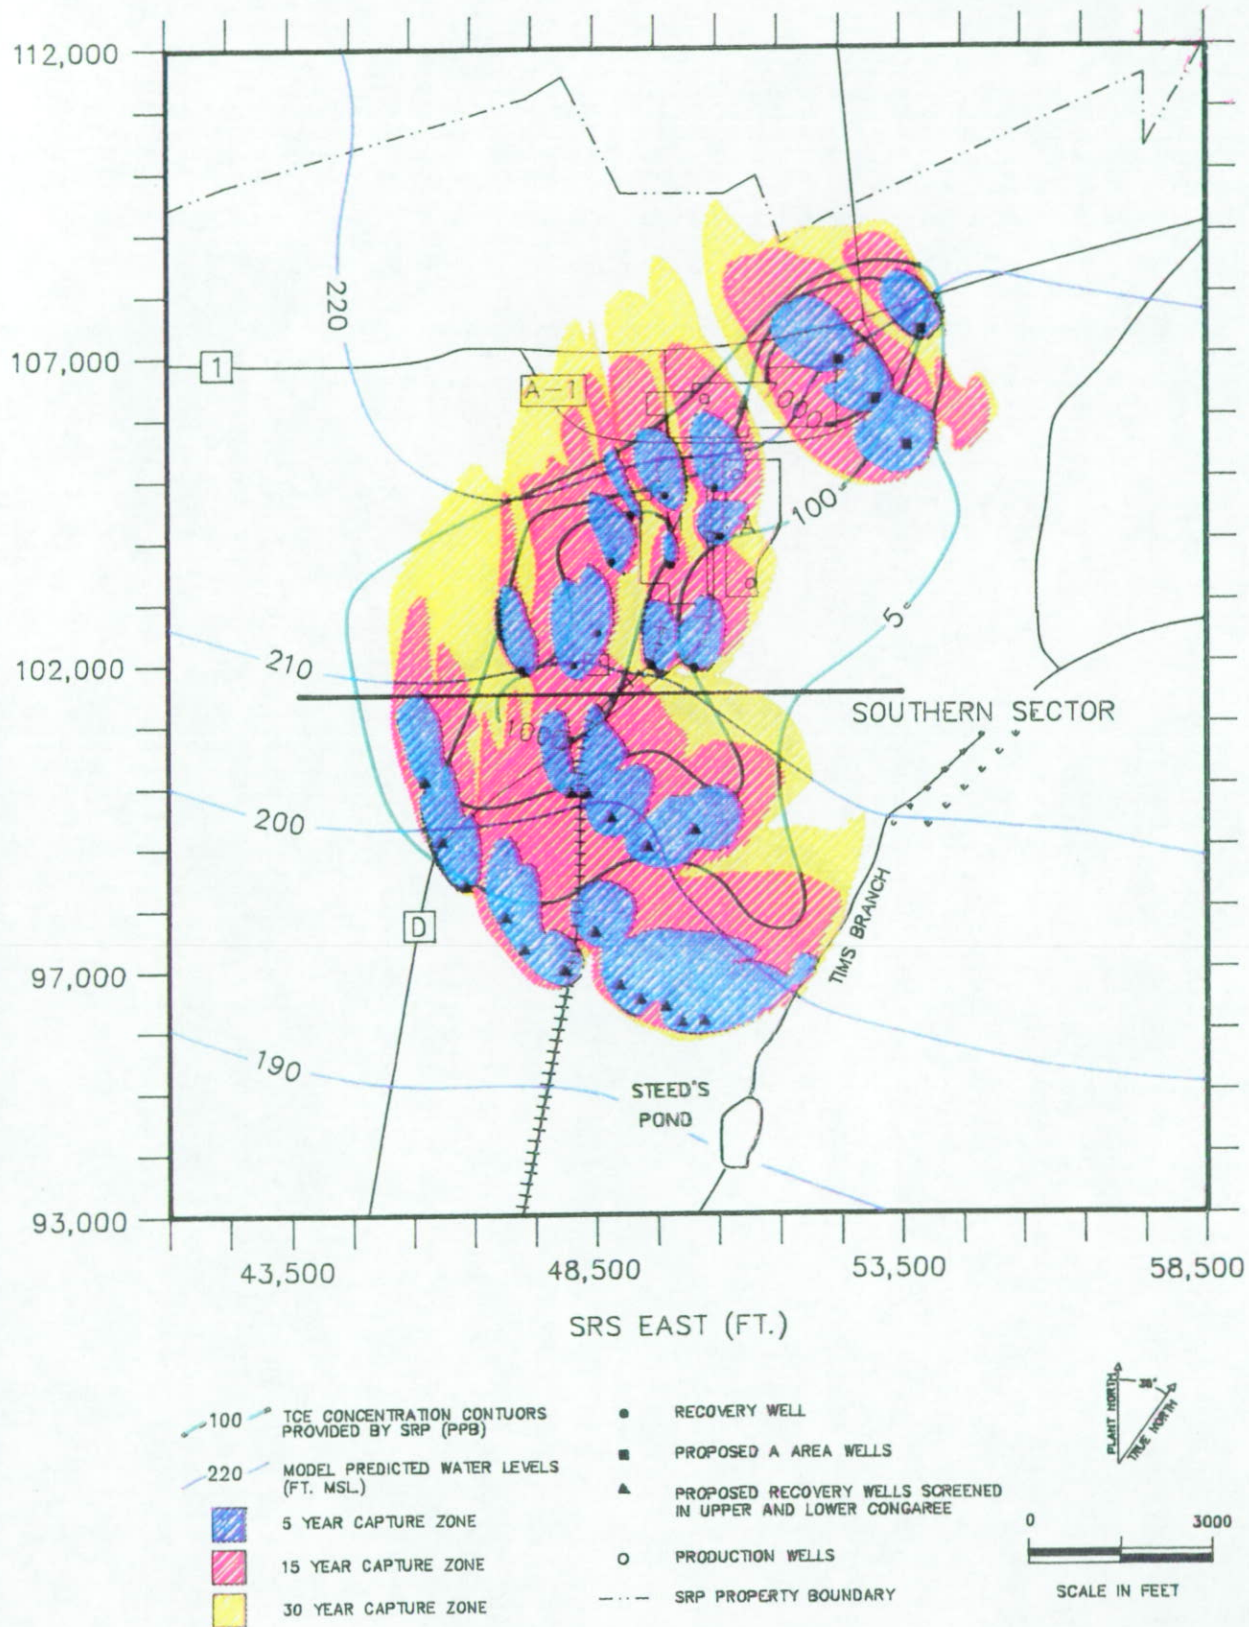 112,000
220
107,000
1
A-1
1000
100
A
5
102,000
210
SOUTHERN SECTOR
200
D
TIMS BRANCH
97,000
190
STEED'S
POND
93,000
43,500
48,500
53,500
58,500
SRS EAST (FT.)
100
TCE CONCENTRATION CONTUORS
PROVIDED BY SRP (PPB)
220
MODEL PREDICTED WATER LEVELS
(FT. MSL.)
5 YEAR CAPTURE ZONE
15 YEAR CAPTURE ZONE
30 YEAR CAPTURE ZONE
RECOVERY WELL
PROPOSED A AREA WELLS
PROPOSED RECOVERY WELLS SCREENED
IN UPPER AND LOWER CONGAREE
PRODUCTION WELLS
SRP PROPERTY BOUNDARY
PLANT NORTH
TRUE NORTH
0 3000
SCALE IN FEET